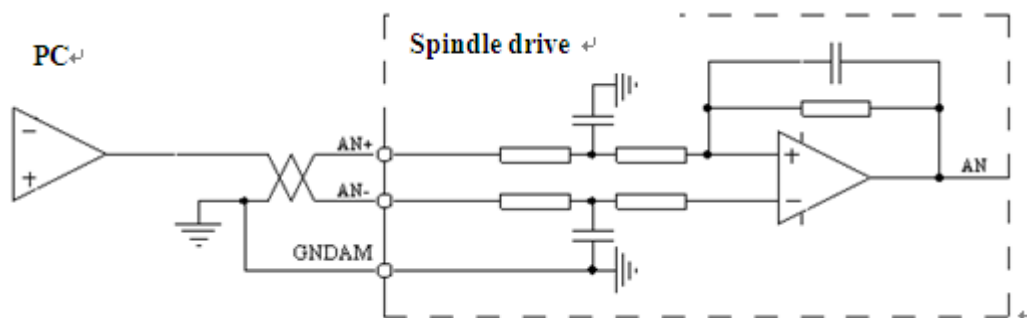 Spindle drive ↵
PC↵
−
+
AN+
AN-
GNDAM
+
−
AN
↵